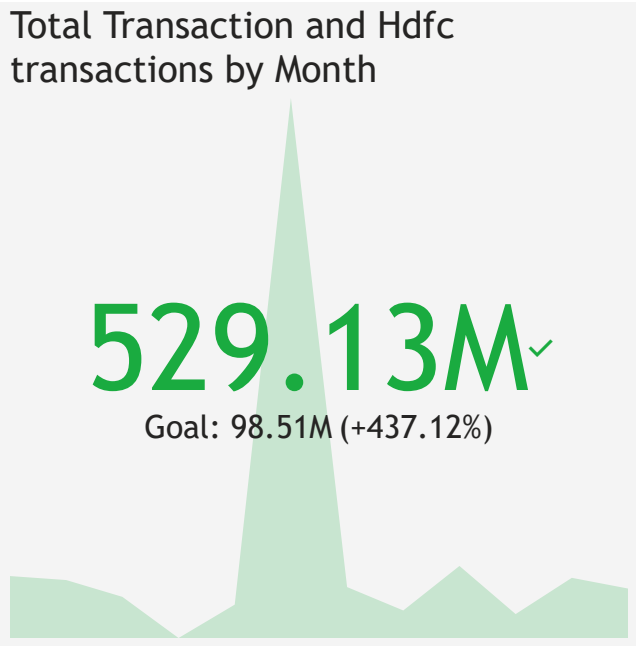 Total Transaction and Hdfc
transactions by Month
529.13M
Goal: 98.51M (+437.12%)